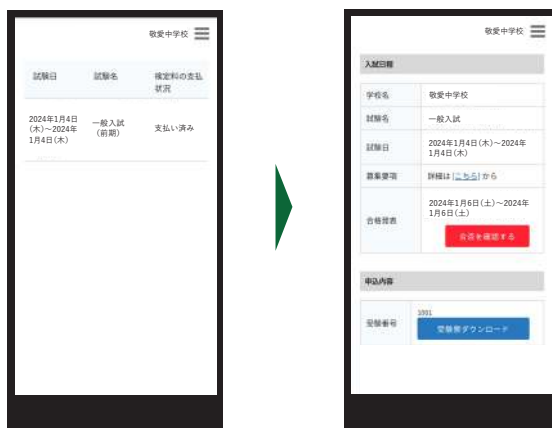 敬愛中学校
試験日 試験名 検定料の支払
状況
2024年1月4日
(木)～2024年
1月4日(木)
一般入試
(前期)
支払い済み
敬愛中学校
入試日程
学校名 敬愛中学校
試験名 一般入試
試験日 2024年1月4日(木)～2024年
1月4日(木)
募集要項 詳細は [こちら] から
合格発表 2024年1月6日(土)～2024年
1月6日(土)
合否を確認する
申込内容
受験番号 1001
受験票ダウンロード